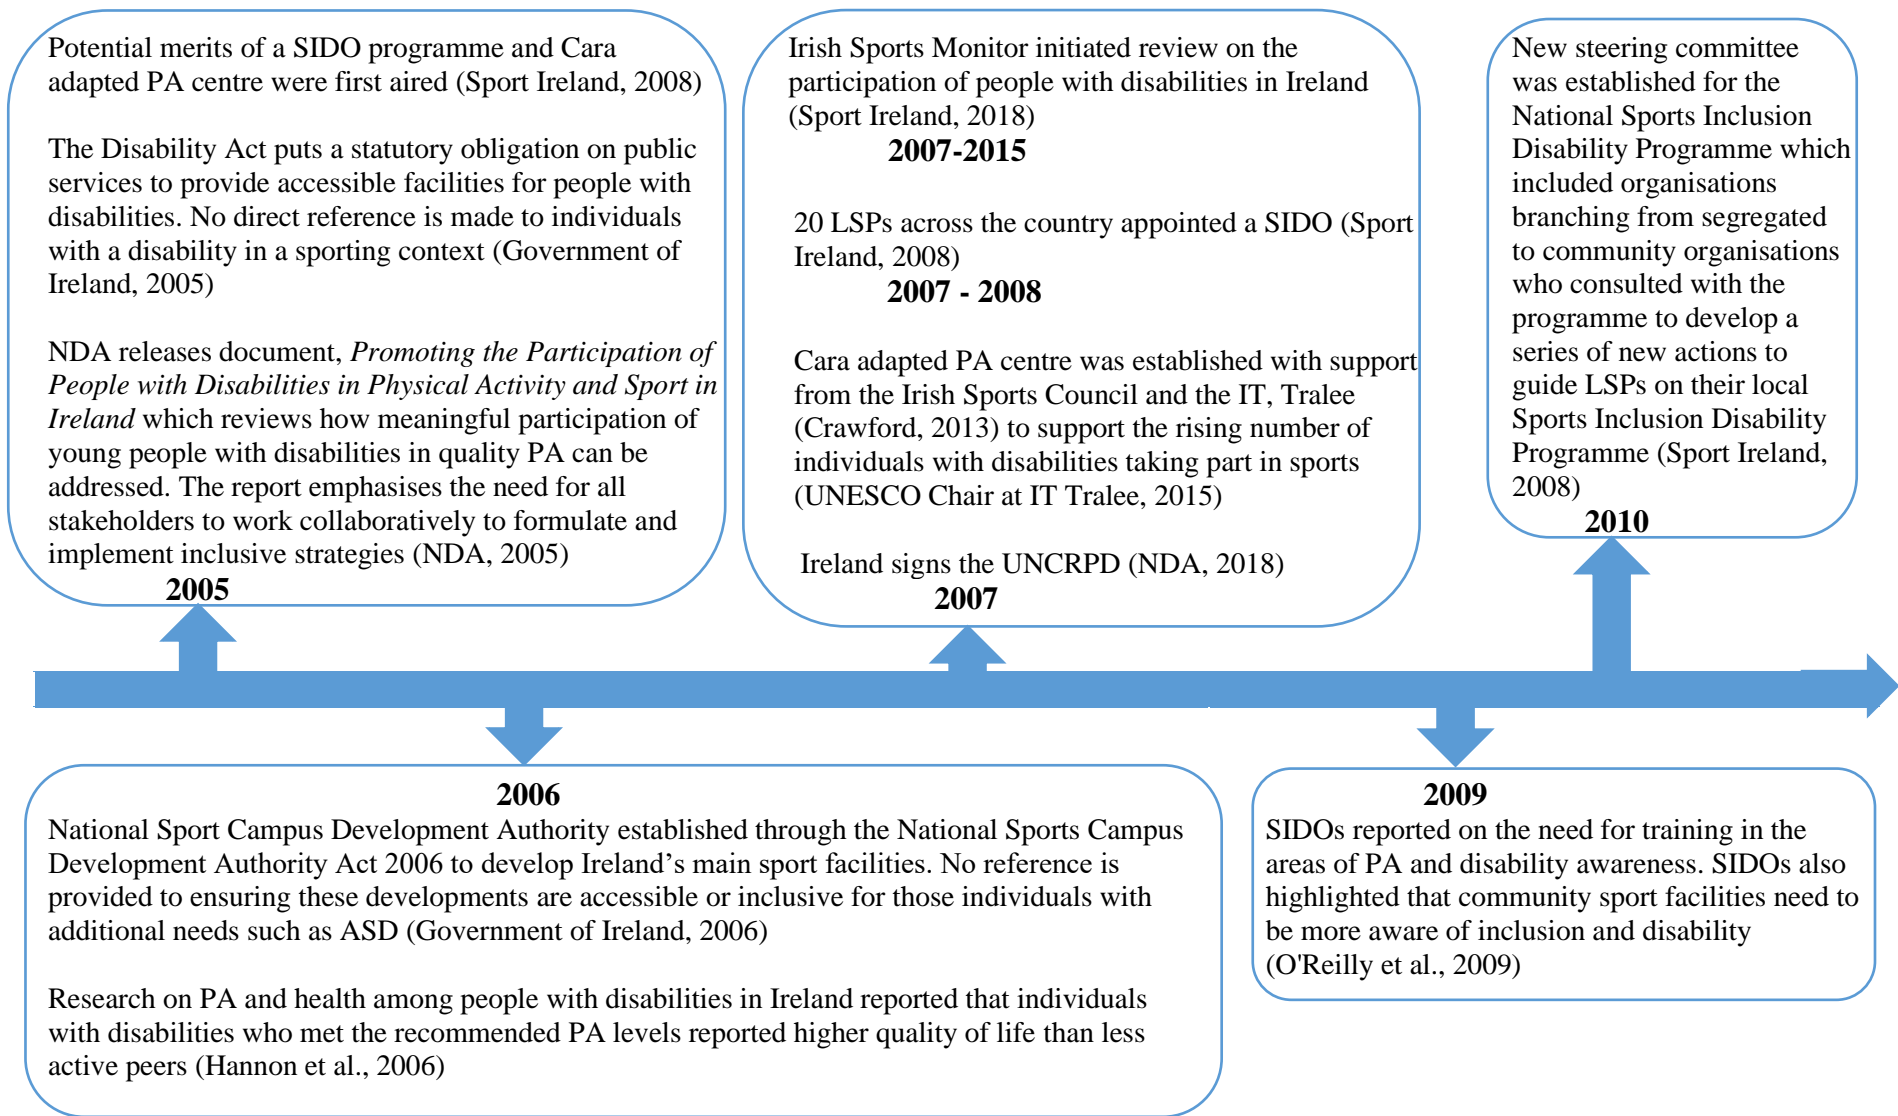 Potential merits of a SIDO programme and Cara
adapted PA centre were first aired (Sport Ireland, 2008)
The Disability Act puts a statutory obligation on public
services to provide accessible facilities for people with
disabilities. No direct reference is made to individuals
with a disability in a sporting context (Government of
Ireland, 2005)
NDA releases document, Promoting the Participation of
People with Disabilities in Physical Activity and Sport in
Ireland which reviews how meaningful participation of
young people with disabilities in quality PA can be
addressed. The report emphasises the need for all
stakeholders to work collaboratively to formulate and
implement inclusive strategies (NDA, 2005)
2005
Irish Sports Monitor initiated review on the
participation of people with disabilities in Ireland
(Sport Ireland, 2018)
2007-2015
20 LSPs across the country appointed a SIDO (Sport
Ireland, 2008)
2007 - 2008
Cara adapted PA centre was established with support
from the Irish Sports Council and the IT, Tralee
(Crawford, 2013) to support the rising number of
individuals with disabilities taking part in sports
(UNESCO Chair at IT Tralee, 2015)
Ireland signs the UNCRPD (NDA, 2018)
2007
New steering committee
was established for the
National Sports Inclusion
Disability Programme which
included organisations
branching from segregated
to community organisations
who consulted with the
programme to develop a
series of new actions to
guide LSPs on their local
Sports Inclusion Disability
Programme (Sport Ireland,
2008)
2010
2006
National Sport Campus Development Authority established through the National Sports Campus
Development Authority Act 2006 to develop Ireland’s main sport facilities. No reference is
provided to ensuring these developments are accessible or inclusive for those individuals with
additional needs such as ASD (Government of Ireland, 2006)
Research on PA and health among people with disabilities in Ireland reported that individuals
with disabilities who met the recommended PA levels reported higher quality of life than less
active peers (Hannon et al., 2006)
2009
SIDOs reported on the need for training in the
areas of PA and disability awareness. SIDOs also
highlighted that community sport facilities need to
be more aware of inclusion and disability
(O'Reilly et al., 2009)